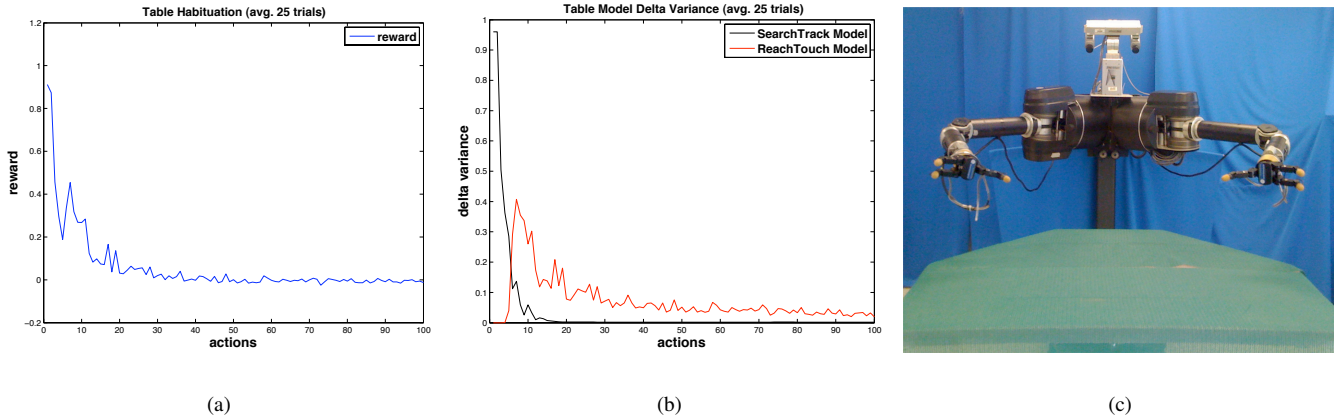 Table Habituation (avg. 25 trials)
1.2
1
0.8
0.6
0.4
0.2
0
−0.2
reward
reward
0 10 20 30 40 50 60 70 80 90 100
actions
(a)
Table Model Delta Variance (avg. 25 trials)
1
0.9
0.8
0.7
0.6
0.5
0.4
0.3
0.2
0.1
0
delta variance
SearchTrack Model
ReachTouch Model
0 10 20 30 40 50 60 70 80 90 100
actions
(b)
(c)